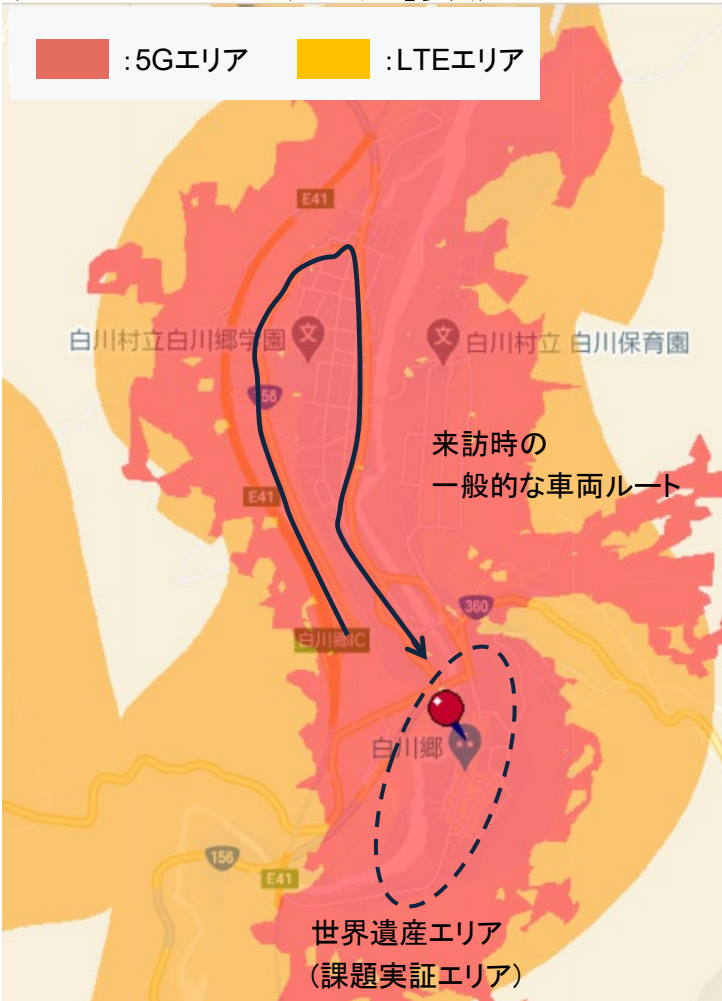 :5Gエリア
:LTEエリア
E41
白川村立白川郷学園
文
文
白川村立 白川保育園
156
来訪時の
一般的な車両ルート
E41
360
白川郷IC
白川郷
156
E41
世界遺産エリア
(課題実証エリア)